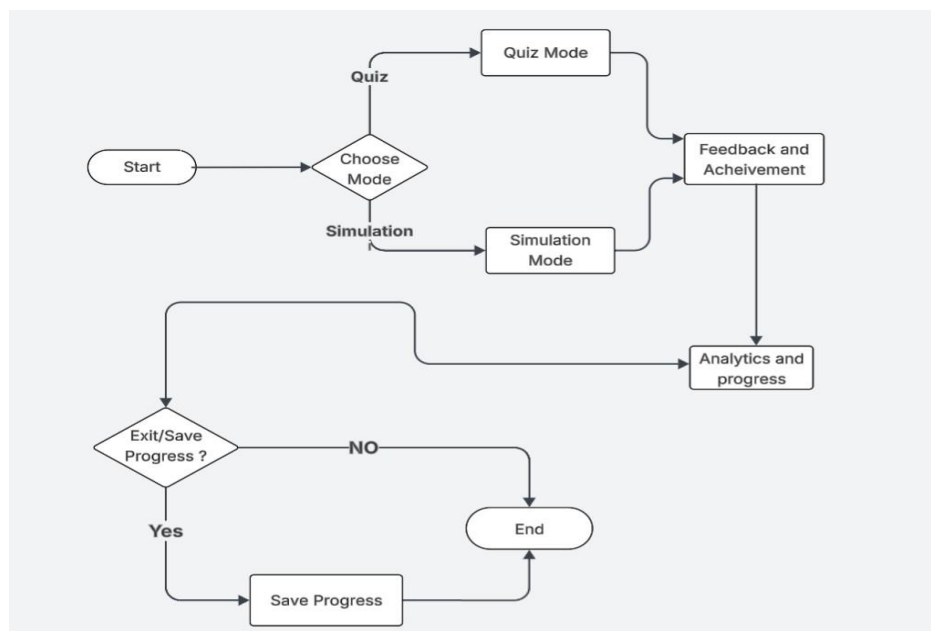 Quiz Mode
Quiz
Start
Choose
Mode
Feedback and
Acheivement
Simulation
Simulation
Mode
Analytics and
progress
Exit/Save
Progress ?
NO
Yes
End
Save Progress